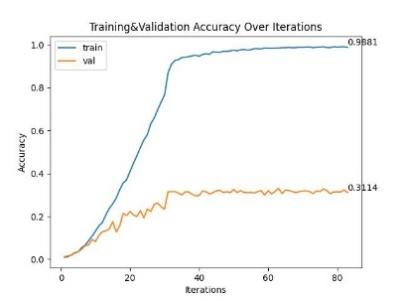 Training&Validation Accuracy Over Iterations
train
val
0.9881
0.3114
1.0
0.8
0.6
0.4
0.2
0.0
Accuracy
0 20 40 60 80
Iterations